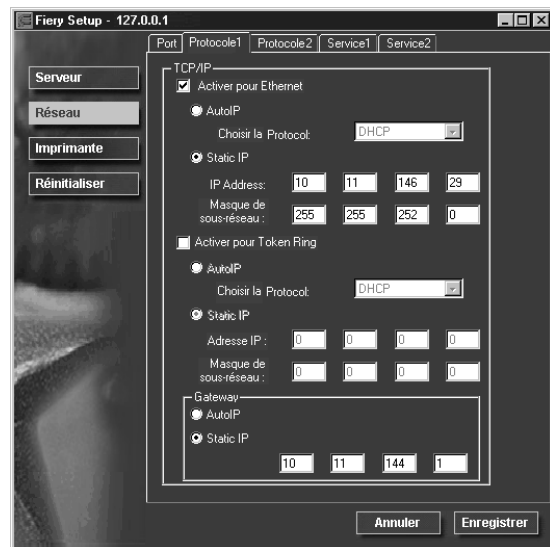 Fiery Setup - 127.0.0.1
Port Protocole1 Protocole2 Service1 Service2
Serveur
Réseau
Imprimante
Réinitialiser
TCP/IP
Activer pour Ethernet
AutoIP
Choisir la Protocol: DHCP
Static IP
IP Address: 10 11 146 29
Masque de
sous-réseau : 255 255 252 0
Activer pour Token Ring
AutoIP
Choisir la Protocol: DHCP
Static IP
Adresse IP : 0 0 0 0
Masque de
sous-réseau : 0 0 0 0
Gateway
AutoIP
Static IP
10 11 144 1
Annuler Enregistrer